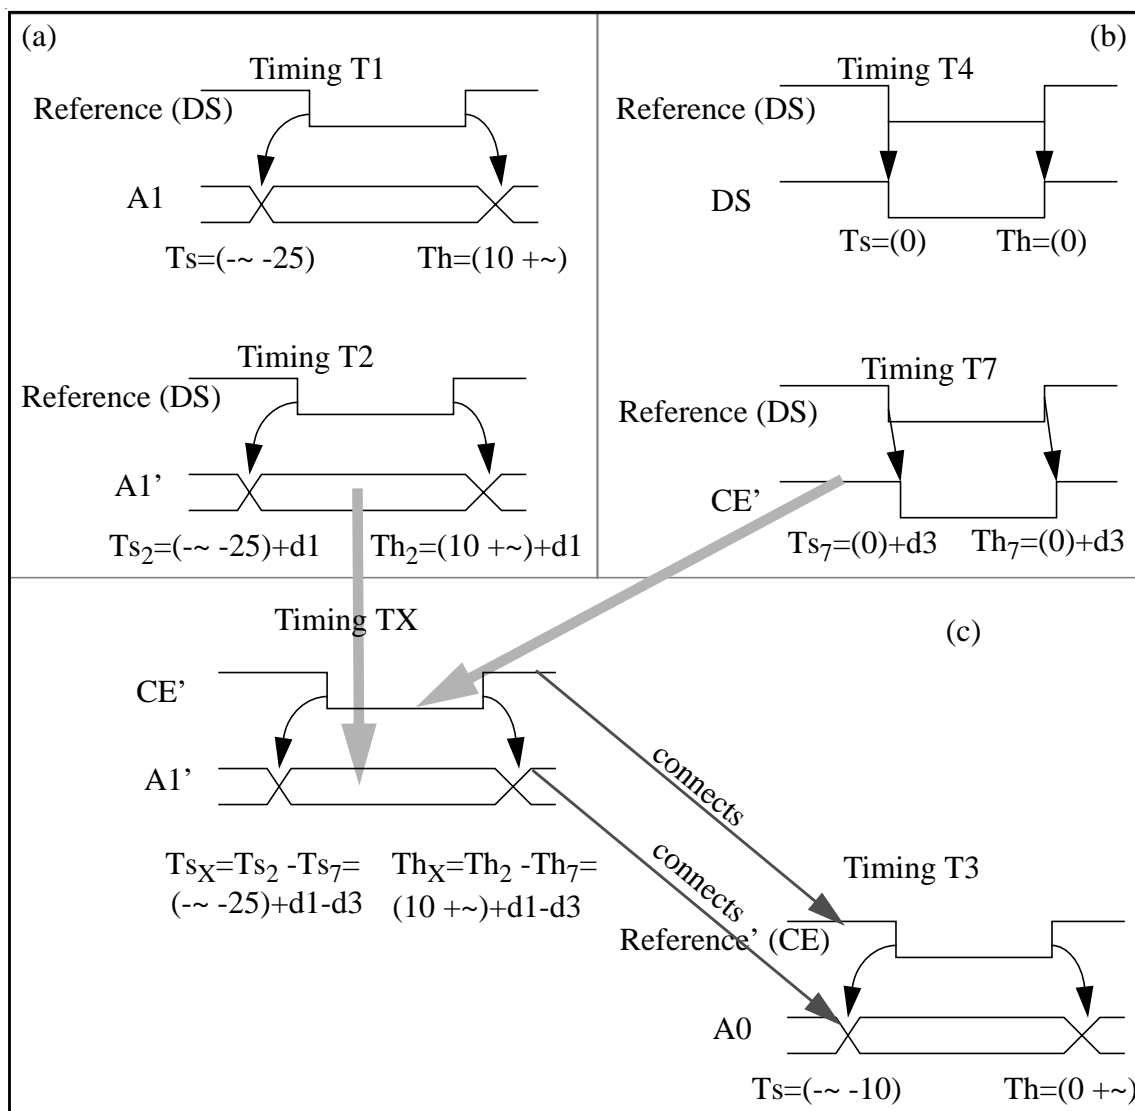 (a)
Timing T1
Reference (DS)
A1
Ts=(-~ -25)
Th=(10 +~)
Timing T2
Reference (DS)
A1’
Ts2=(-~ -25)+d1
Th2=(10 +~)+d1
(b)
Timing T4
Reference (DS)
DS
Ts=(0)
Th=(0)
Timing T7
Reference (DS)
CE’
Ts7=(0)+d3
Th7=(0)+d3
(c)
Timing TX
CE’
A1’
TsX=Ts2 -Ts7=
(-~ -25)+d1-d3
ThX=Th2 -Th7=
(10 +~)+d1-d3
connects
connects
Timing T3
Reference’ (CE)
A0
Ts=(-~ -10)
Th=(0 +~)